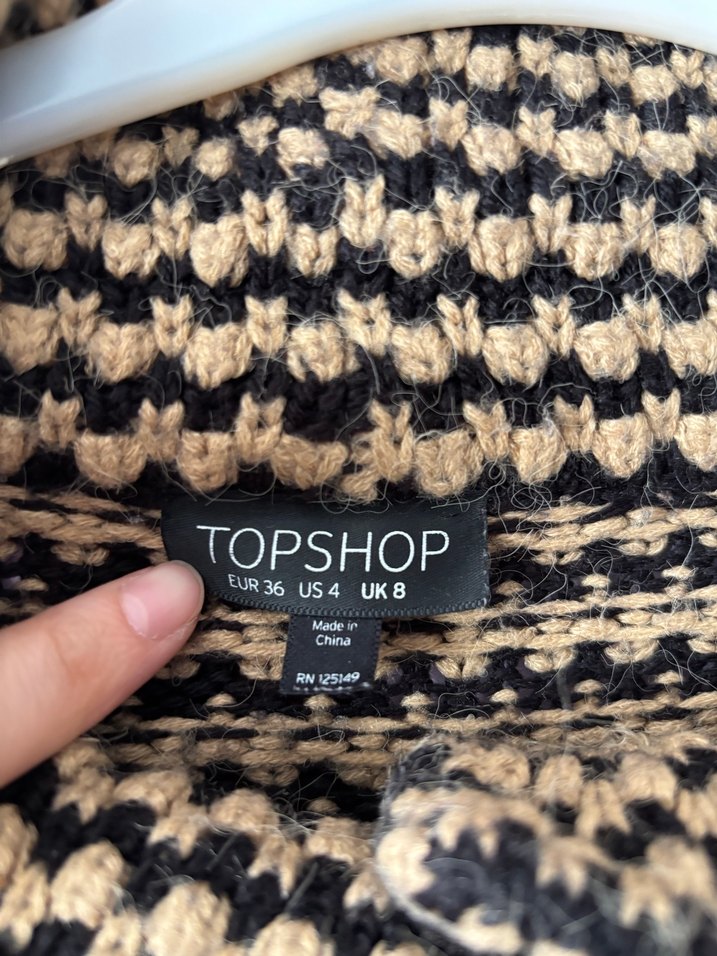 TOPSHOP
EUR 36 US 4 UK 8
Made in
China
RN 125149